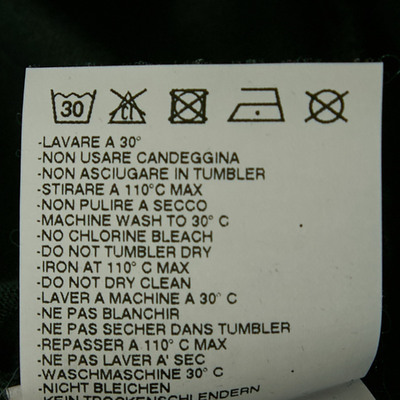 30 cl
-LAVARE A 30°
-NON USARE CANDEGGINA
-NON ASCIUGARE IN TUMBLER
-STIRARE A 110°C MAX
-NON PULIRE A SECCO
-MACHINE WASH TO 30° C
-NO CHLORINE BLEACH
-DO NOT TUMBLER DRY
-IRON AT 110° C MAX
-DO NOT DRY CLEAN
-LAVER A MACHINE A 30° C
-NE PAS BLANCHIR
-NE PAS SECHER DANS TUMBLER
-REPASSER A 110°C MAX
-NE PAS LAVER A' SEC
-WASCHMASCHINE 30° C
-NICHT BLEICHEN
-KEIN TROCKENSCHLENDERN